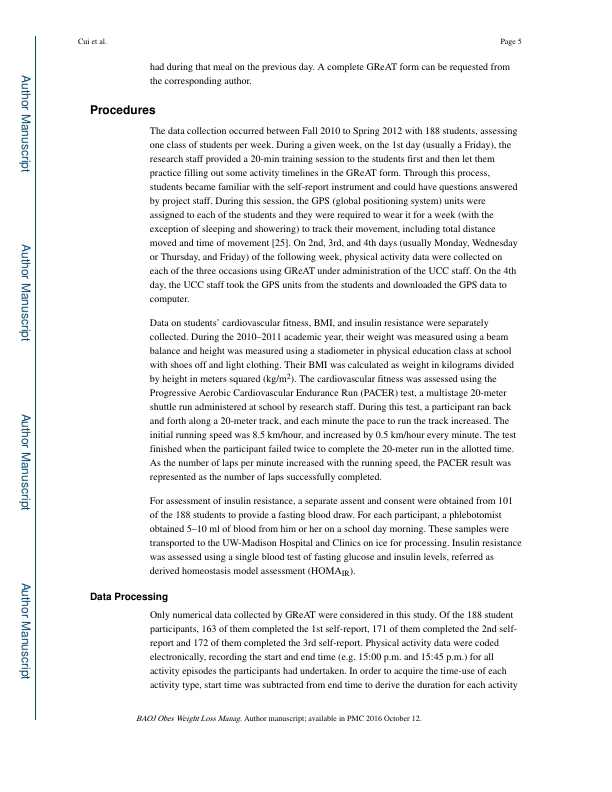 Cui et al.
Page 5
had during that meal on the previous day. A complete GReAT form can be requested from
the corresponding author.
Procedures
The data collection occurred between Fall 2010 to Spring 2012 with 188 students, assessing
one class of students per week. During a given week, on the 1st day (usually a Friday), the
research staff provided a 20-min training session to the students first and then let them
practice filling out some activity timelines in the GReAT form. Through this process,
students became familiar with the self-report instrument and could have questions answered
by project staff. During this session, the GPS (global positioning system) units were
assigned to each of the students and they were required to wear it for a week (with the
exception of sleeping and showering) to track their movement, including total distance
moved and time of movement [25]. On 2nd, 3rd, and 4th days (usually Monday, Wednesday
or Thursday, and Friday) of the following week, physical activity data were collected on
each of the three occasions using GReAT under administration of the UCC staff. On the 4th
day, the UCC staff took the GPS units from the students and downloaded the GPS data to
computer.
Data on students' cardiovascular fitness, BMI, and insulin resistance were separately
collected. During the 2010–2011 academic year, their weight was measured using a beam
balance and height was measured using a stadiometer in physical education class at school
with shoes off and light clothing. Their BMI was calculated as weight in kilograms divided
by height in meters squared (kg/m²). The cardiovascular fitness was assessed using the
Progressive Aerobic Cardiovascular Endurance Run (PACER) test, a multistage 20-meter
shuttle run administered at school by research staff. During this test, a participant ran back
and forth along a 20-meter track, and each minute the pace to run the track increased. The
initial running speed was 8.5 km/hour, and increased by 0.5 km/hour every minute. The test
finished when the participant failed twice to complete the 20-meter run in the allotted time.
As the number of laps per minute increased with the running speed, the PACER result was
represented as the number of laps successfully completed.
For assessment of insulin resistance, a separate assent and consent were obtained from 101
of the 188 students to provide a fasting blood draw. For each participant, a phlebotomist
obtained 5–10 ml of blood from him or her on a school day morning. These samples were
transported to the UW-Madison Hospital and Clinics on ice for processing. Insulin resistance
was assessed using a single blood test of fasting glucose and insulin levels, referred as
derived homeostasis model assessment (HOMA_IR).
Data Processing
Only numerical data collected by GReAT were considered in this study. Of the 188 student
participants, 163 of them completed the 1st self-report, 171 of them completed the 2nd self-
report and 172 of them completed the 3rd self-report. Physical activity data were coded
electronically, recording the start and end time (e.g. 15:00 p.m. and 15:45 p.m.) for all
activity episodes the participants had undertaken. In order to acquire the time-use of each
activity type, start time was subtracted from end time to derive the duration for each activity
BAOJ Obes Weight Loss Manag. Author manuscript; available in PMC 2016 October 12.
Author Manuscript
Author Manuscript
Author Manuscript
Author Manuscript